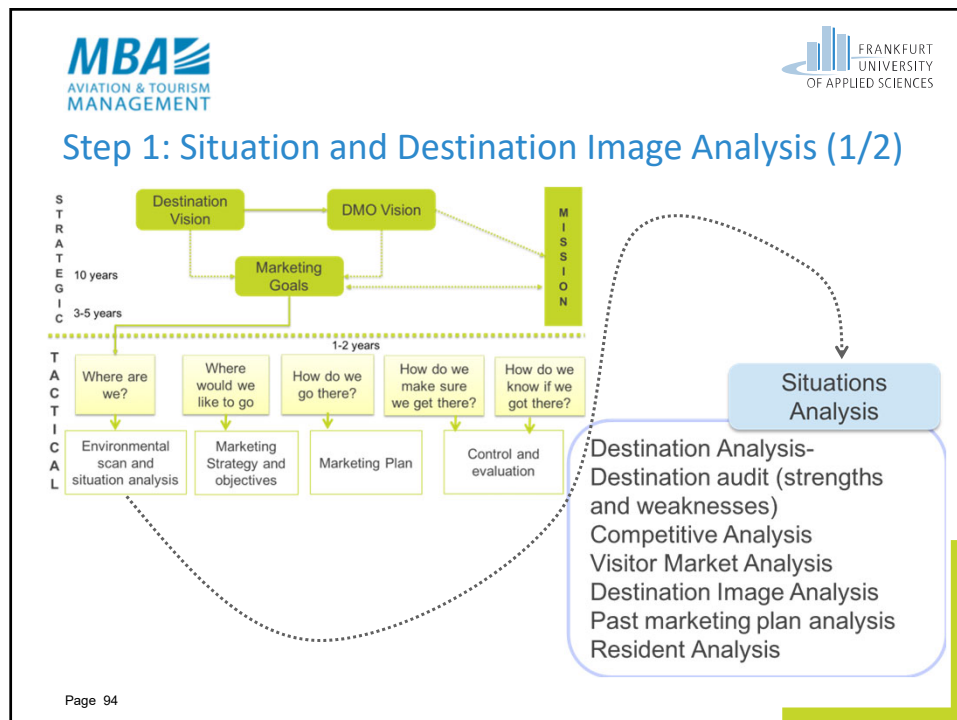 MBA
AVIATION & TOURISM
MANAGEMENT
FRANKFURT
UNIVERSITY
OF APPLIED SCIENCES
Step 1: Situation and Destination Image Analysis (1/2)
STRATEGIC
10 years
3-5 years
Destination
Vision
DMO Vision
Marketing
Goals
MISSION
1-2 years
TACTICAL
Where are
we?
Where
would we
like to go
How do we
go there?
How do we
make sure
we get there?
How do we
know if we
got there?
Environmental
scan and
situation analysis
Marketing
Strategy and
objectives
Marketing Plan
Control and
evaluation
Situations
Analysis
Destination Analysis-
Destination audit (strengths
and weaknesses)
Competitive Analysis
Visitor Market Analysis
Destination Image Analysis
Past marketing plan analysis
Resident Analysis
Page 94